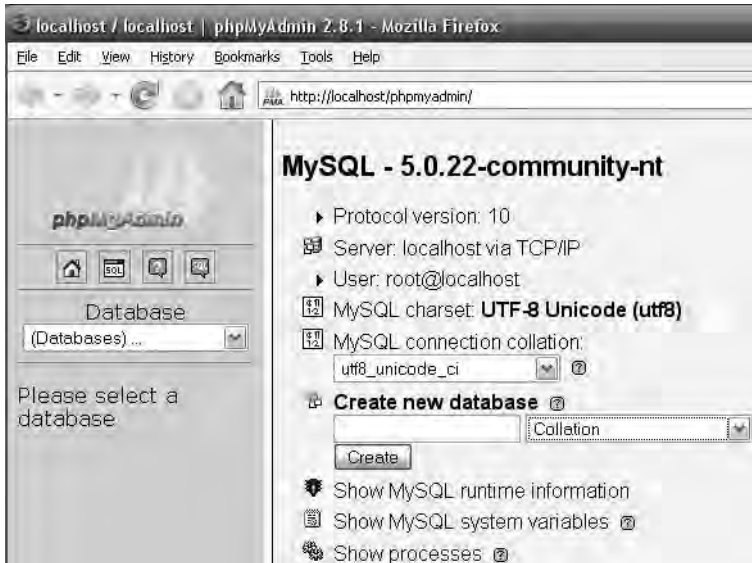 localhost / localhost | phpMyAdmin 2.8.1 - Mozilla Firefox
File Edit View History Bookmarks Tools Help
PMA http://localhost/phpmyadmin/
phpMyAdmin
SQL
Database
(Databases) ...
Please select a
database
MySQL - 5.0.22-community-nt
Protocol version: 10
Server: localhost via TCP/IP
User: root@localhost
MySQL charset: UTF-8 Unicode (utf8)
MySQL connection collation:
utf8_unicode_ci
Create new database
Collation
Create
Show MySQL runtime information
Show MySQL system variables
Show processes